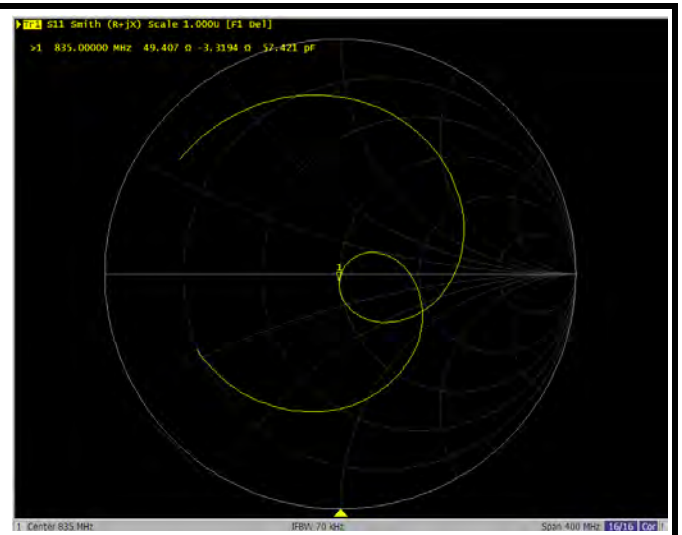 Tr1 S11 Smith (R+jX) Scale 1.000U [F1 Del]
>1 835.00000 MHz 49.407 Ω -3.3194 Ω 57.421 pF
1
1 Center 835 MHz IFBW 70 kHz Span 400 MHz 16/16 Cor !